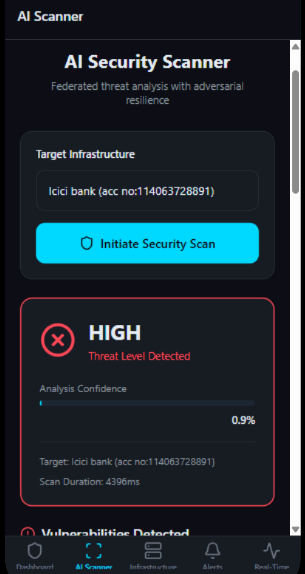 AI Scanner
AI Security Scanner
Federated threat analysis with adversarial
resilience
Target Infrastructure
Icici bank (acc no:114063728891)
Initiate Security Scan
HIGH
Threat Level Detected
Analysis Confidence
0.9%
Target: Icici bank (acc no:114063728891)
Scan Duration: 4396ms
Vulnerabilities Detected
Dashboard AI Scanner Infrastructure Alerts Real-Time